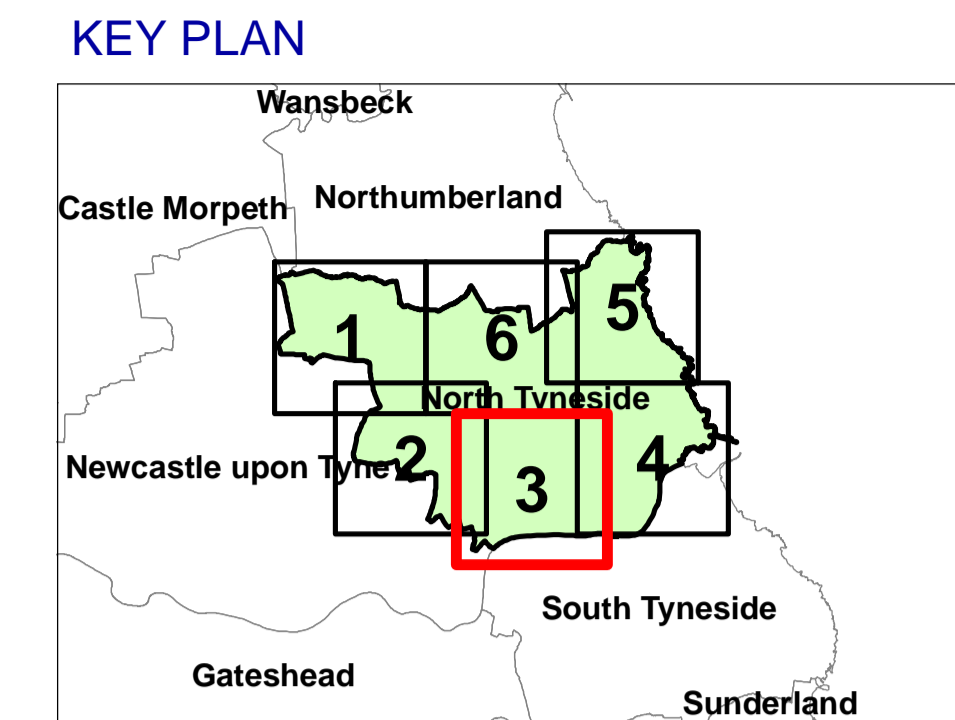 KEY PLAN
Wansbeck
Castle Morpeth
Northumberland
5
1
6
North Tyneside
Newcastle upon Tyne
2
4
3
South Tyneside
Gateshead
Sunderland